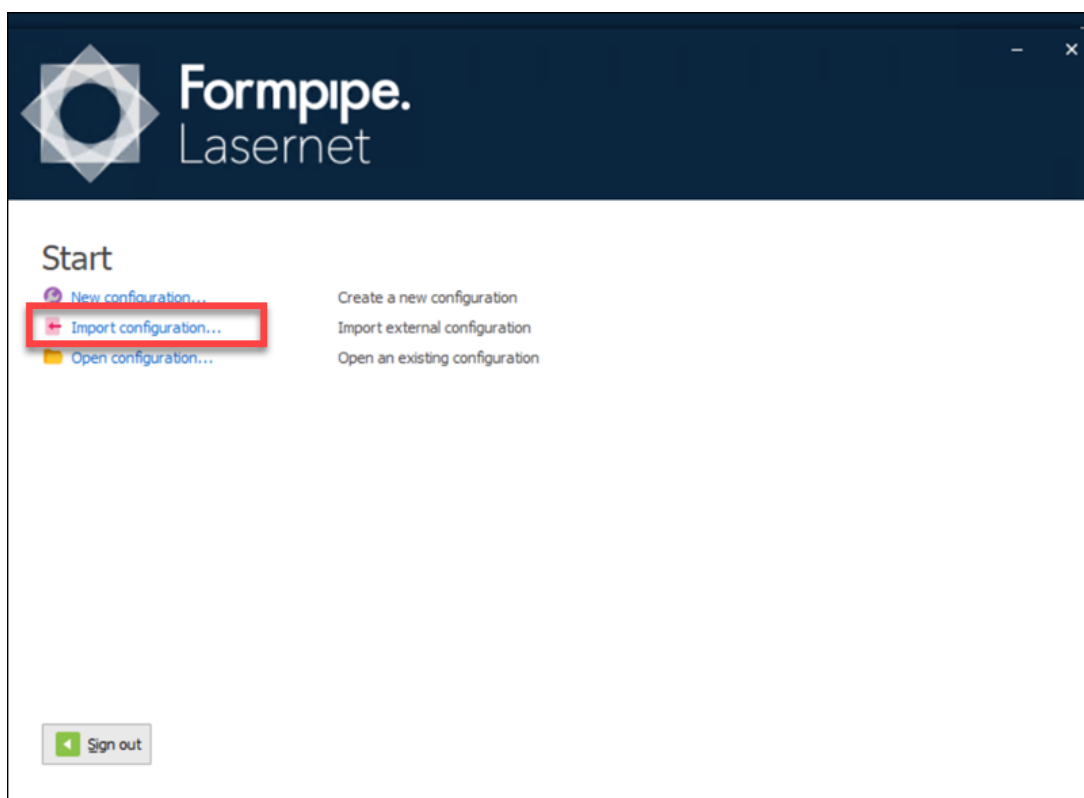 Formpipe.
Lasernet
Start
New configuration... Create a new configuration
Import configuration... Import external configuration
Open configuration... Open an existing configuration
Sign out